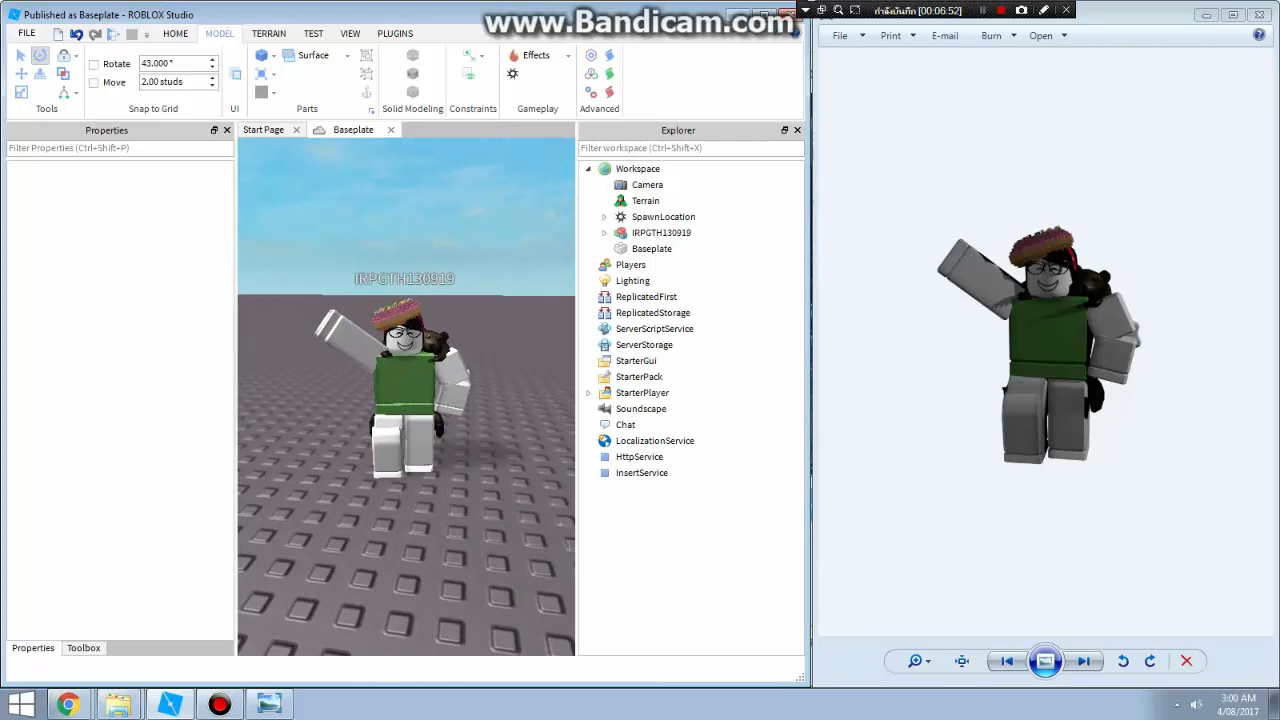 Published as Baseplate - ROBLOX Studio
www.Bandicam.com
กำลังบันทึก [00:06:52]
FILE
HOME
MODEL
TERRAIN
TEST
VIEW
PLUGINS
File
Print
E-mail
Burn
Open
Rotate
43.000 °
Move
2.00 studs
Surface
Effects
Tools
Snap to Grid
UI
Parts
Solid Modeling
Constraints
Gameplay
Advanced
Properties
Start Page
Baseplate
Explorer
Filter Properties (Ctrl+Shift+P)
Filter workspace (Ctrl+Shift+X)
Workspace
Camera
Terrain
SpawnLocation
IRPGTH130919
Baseplate
Players
Lighting
ReplicatedFirst
ReplicatedStorage
ServerScriptService
ServerStorage
StarterGui
StarterPack
StarterPlayer
Soundscape
Chat
LocalizationService
HttpService
InsertService
IRPGTH130919
Properties
Toolbox
3:00 AM
4/08/2017